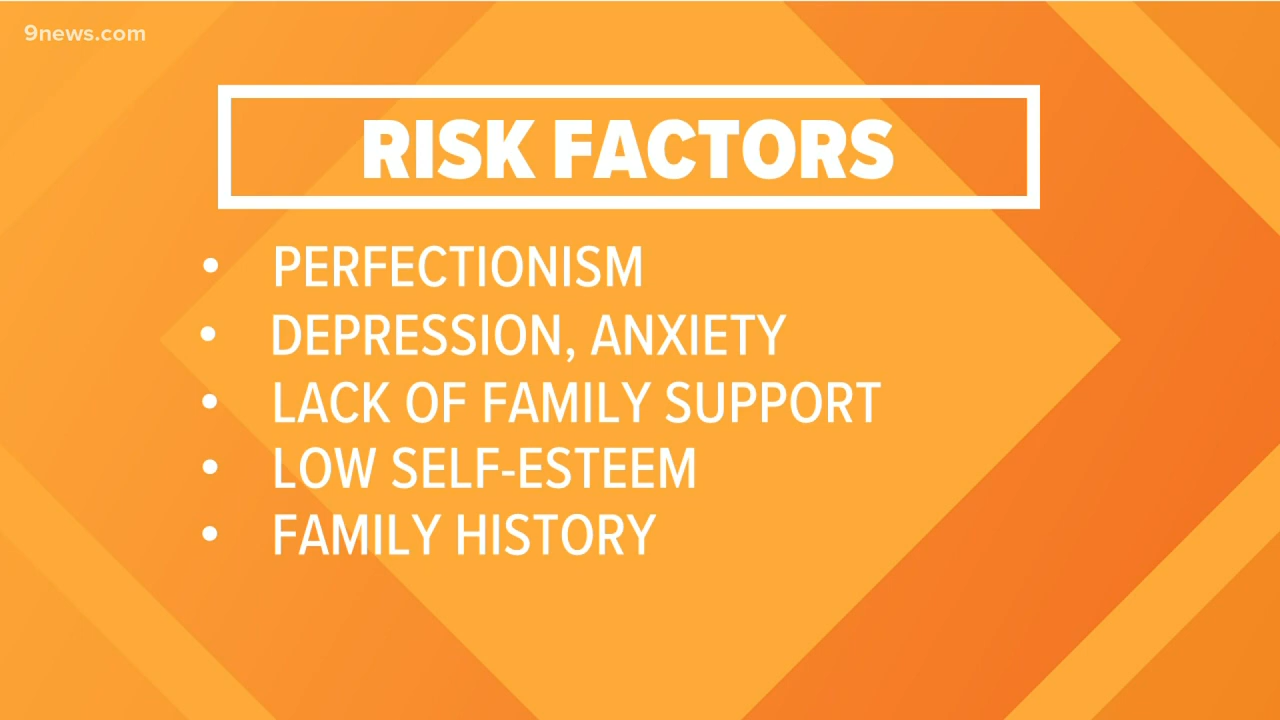 9news.com
RISK FACTORS
• PERFECTIONISM
• DEPRESSION, ANXIETY
• LACK OF FAMILY SUPPORT
• LOW SELF-ESTEEM
• FAMILY HISTORY